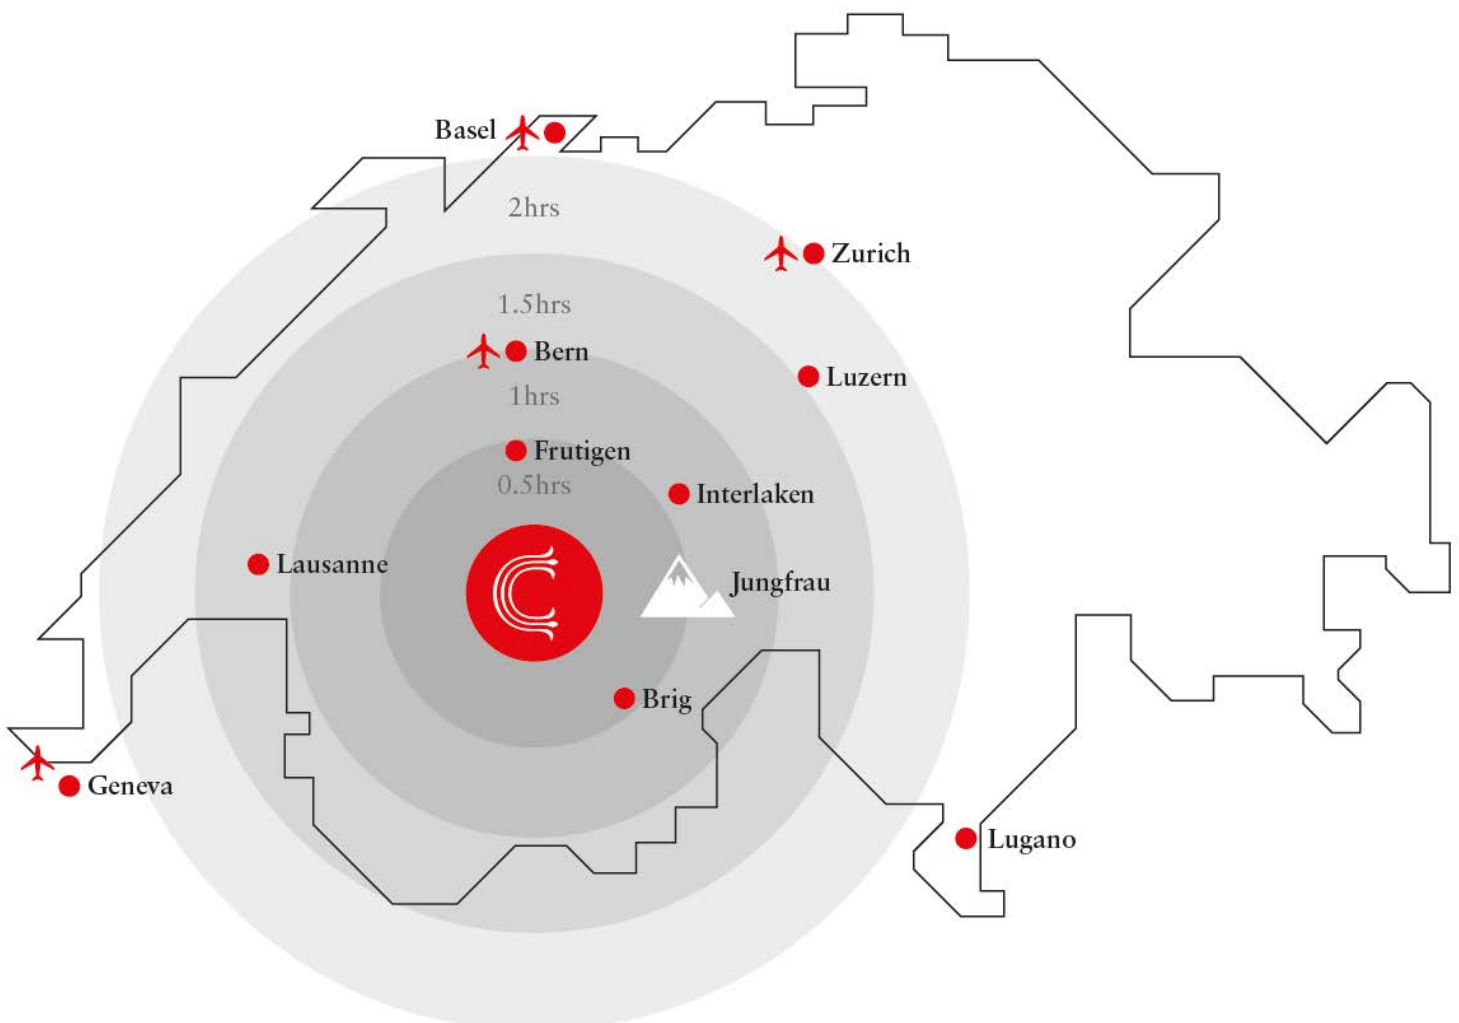 Basel
2hrs
Zurich
1.5hrs
Bern
Luzern
1hrs
Frutigen
0.5hrs
Interlaken
Lausanne
Jungfrau
Brig
Geneva
Lugano